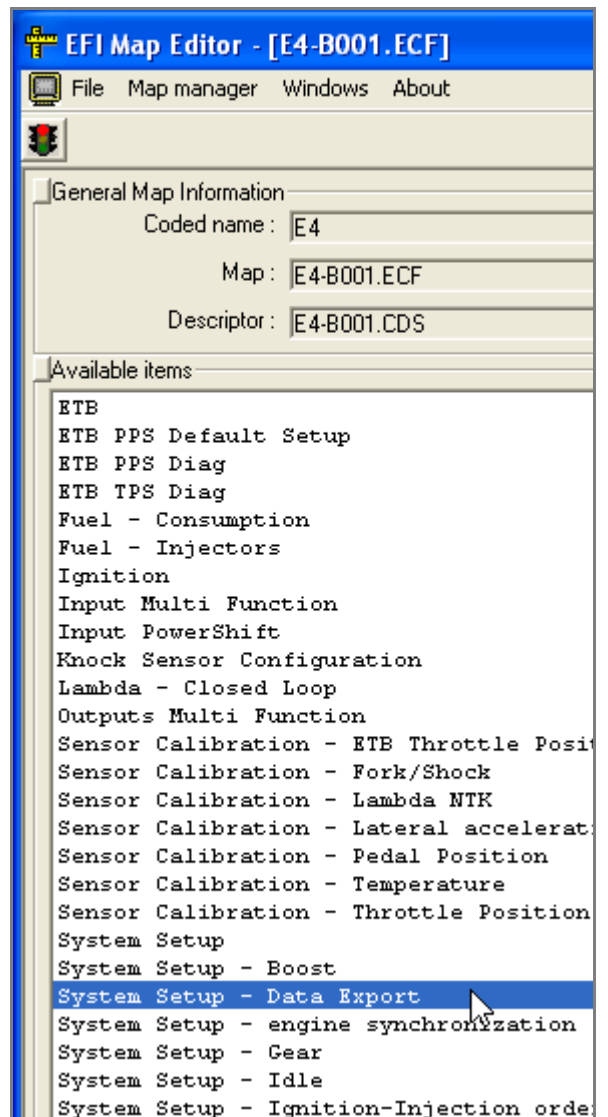 EFI Map Editor - [E4-B001.ECF]
File Map manager Windows About
General Map Information
Coded name : E4
Map : E4-B001.ECF
Descriptor : E4-B001.CDS
Available items
ETB
ETB PPS Default Setup
ETB PPS Diag
ETB TPS Diag
Fuel - Consumption
Fuel - Injectors
Ignition
Input Multi Function
Input PowerShift
Knock Sensor Configuration
Lambda - Closed Loop
Outputs Multi Function
Sensor Calibration - ETB Throttle Posit
Sensor Calibration - Fork/Shock
Sensor Calibration - Lambda NTK
Sensor Calibration - Lateral accelerat
Sensor Calibration - Pedal Position
Sensor Calibration - Temperature
Sensor Calibration - Throttle Position
System Setup
System Setup - Boost
System Setup - Data Export
System Setup - engine synchronyzation
System Setup - Gear
System Setup - Idle
System Setup - Ignition-Injection order